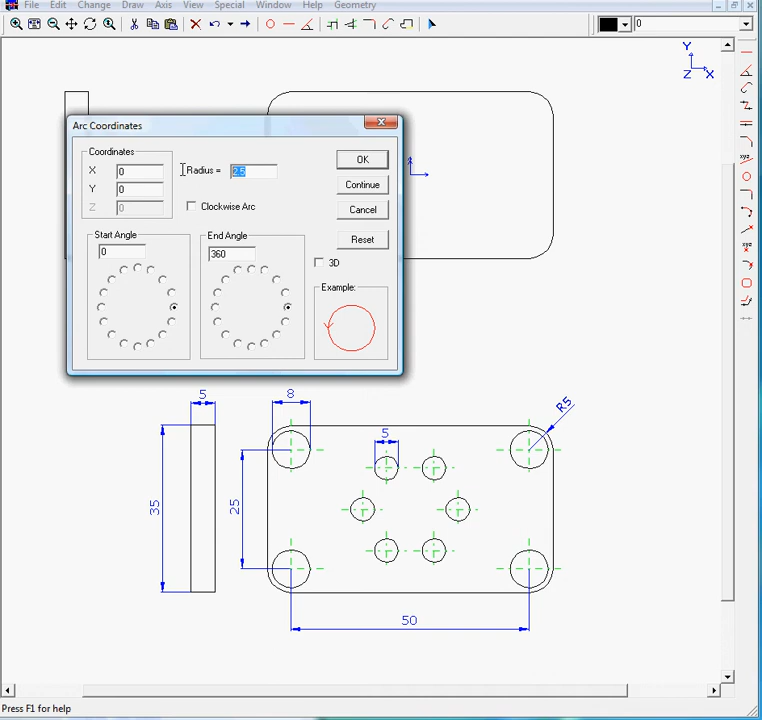 File Edit Change Draw Axis View Special Window Help Geometry
0
Y
Z X
Arc Coordinates
Coordinates
X 0
Y 0
Z 0
Radius = 2.5
Clockwise Arc
OK
Continue
Cancel
Reset
Start Angle
0
End Angle
360
3D
Example:
xyz
xyz
5
8
R5
5
35
25
50
Press F1 for help